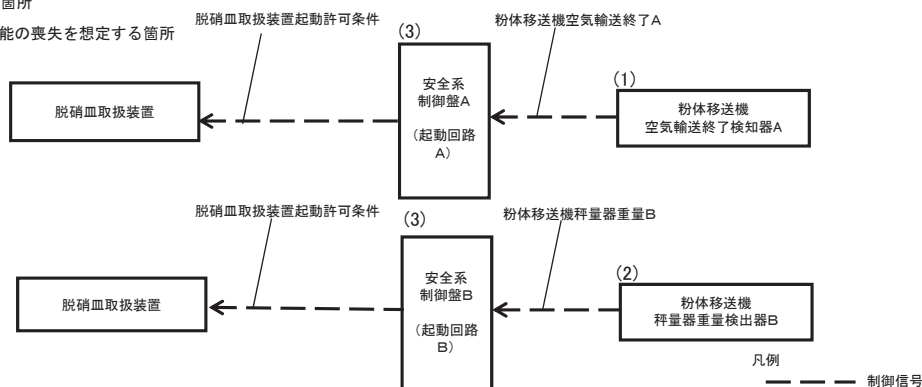 箇所
能の喪失を想定する箇所
脱硝皿取扱装置起動許可条件
(3)
粉体移送機空気輸送終了A
脱硝皿取扱装置
安全系
制御盤A
(起動回路
A)
(1)
粉体移送機
空気輸送終了検知器A
脱硝皿取扱装置起動許可条件
(3)
粉体移送機秤量器重量B
脱硝皿取扱装置
安全系
制御盤B
(起動回路
B)
(2)
粉体移送機
秤量器重量検出器B
凡例
制御信号